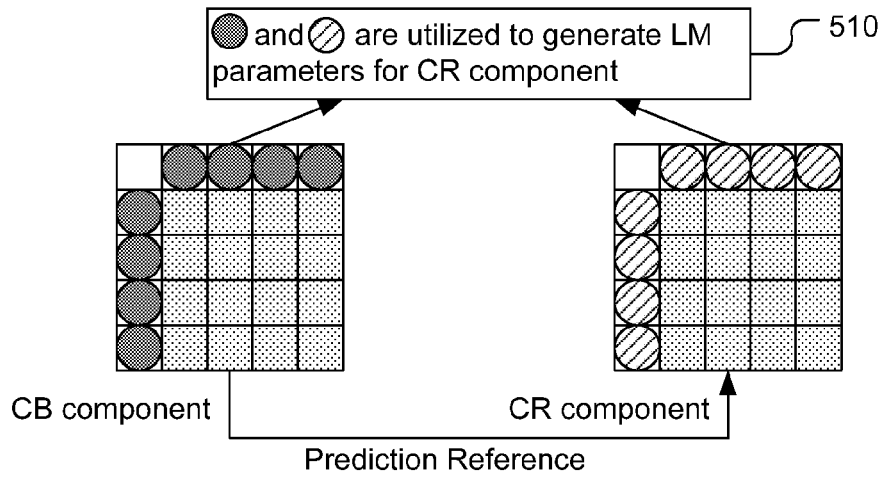 and are utilized to generate LM
parameters for CR component
510
CB component
CR component
Prediction Reference